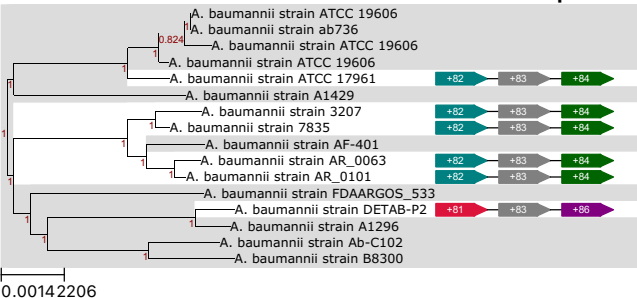 A. baumannii strain ATCC 19606
A. baumannii strain ab736
A. baumannii strain ATCC 19606
A. baumannii strain ATCC 19606
A. baumannii strain ATCC 17961 +82 +83 +84
A. baumannii strain A1429
A. baumannii strain 3207 +82 +83 +84
A. baumannii strain 7835 +82 +83 +84
A. baumannii strain AF-401
A. baumannii strain AR_0063 +82 +83 +84
A. baumannii strain AR_0101 +82 +83 +84
A. baumannii strain FDAARGOS_533
A. baumannii strain DETAB-P2 +81 +83 +86
A. baumannii strain A1296
A. baumannii strain Ab-C102
A. baumannii strain B8300
1
0.824
1
1
1
1
1
1
1
1
1
1
1
1
0.00142206